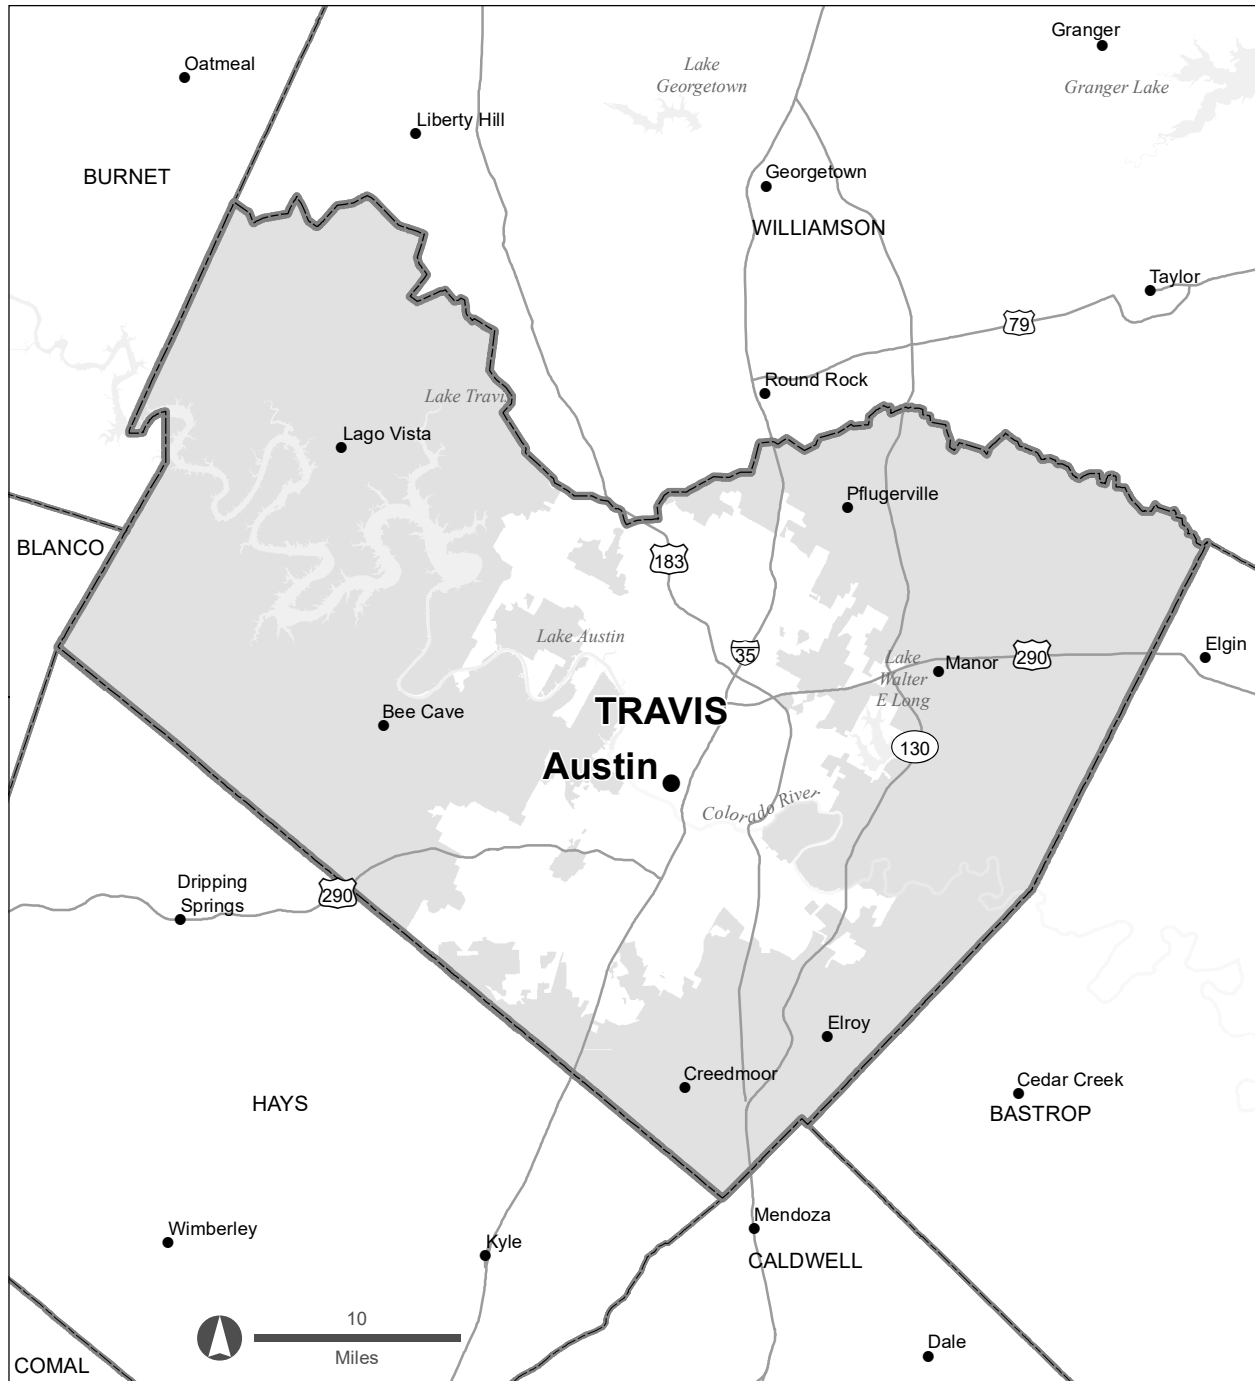 Granger
Oatmeal
Lake
Georgetown
Granger Lake
Liberty Hill
BURNET
Georgetown
WILLIAMSON
Taylor
79
Round Rock
Lake Travis
Lago Vista
Pflugerville
BLANCO
183
Lake Austin
35
Lake
Walter
E Long
Manor
290
Elgin
TRAVIS
Bee Cave
Austin
130
Colorado River
Dripping
Springs
290
Elroy
Creedmoor
Cedar Creek
HAYS
BASTROP
Mendoza
Wimberley
Kyle
CALDWELL
10
Miles
Dale
COMAL